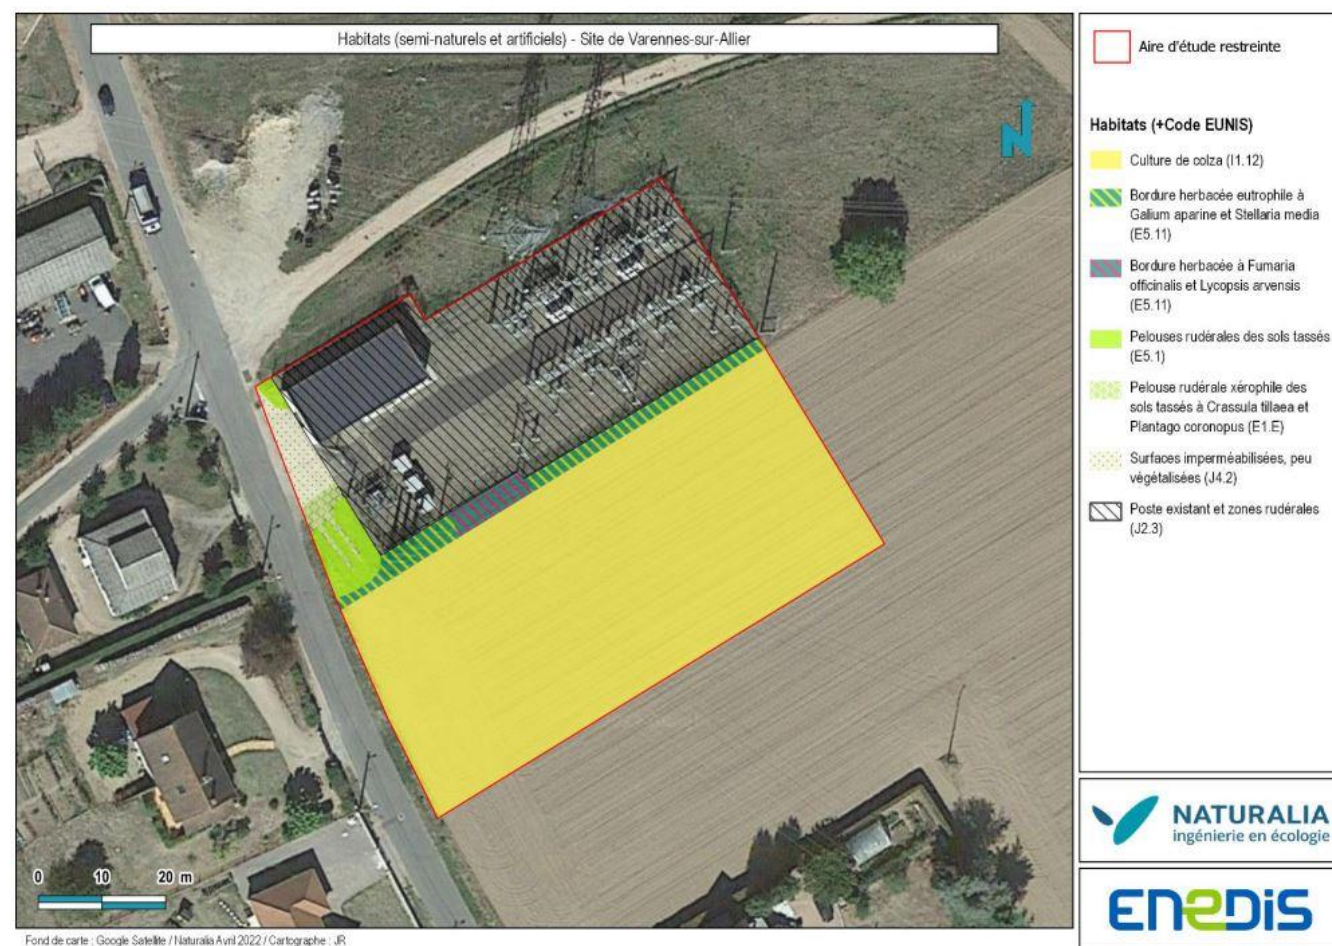 Habitats (semi-naturels et artificiels) - Site de Varennes-sur-Allier
N
0 10 20 m
Fond de carte : Google Satellite / Naturalia Avril 2022 / Cartographe : JR
Aire d'étude restreinte
Habitats (+Code EUNIS)
Culture de colza (I1.12)
Bordure herbacée eutrophile à
Galium aparine et Stellaria media
(E5.11)
Bordure herbacée à Fumaria
officinalis et Lycopsis arvensis
(E5.11)
Pelouses rudérales des sols tassés
(E5.1)
Pelouse rudérale xérophile des
sols tassés à Crassula tillaea et
Plantago coronopus (E1.E)
Surfaces imperméabilisées, peu
végétalisées (J4.2)
Poste existant et zones rudérales
(J2.3)
NATURALIA
ingénierie en écologie
ENEDIS